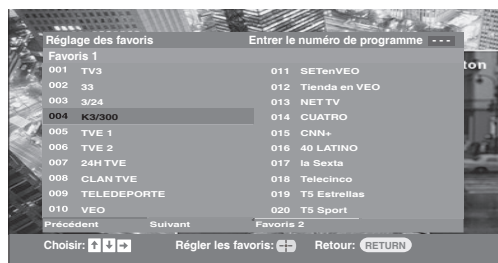 Réglage des favoris Entrer le numéro de programme ---
Favoris 1
001 TV3
002 33
003 3/24
004 K3/300
005 TVE 1
006 TVE 2
007 24H TVE
008 CLAN TVE
009 TELEDEPORTE
010 VEO
011 SETenVEO
012 Tienda en VEO
013 NET TV
014 CUATRO
015 CNN+
016 40 LATINO
017 la Sexta
018 Telecinco
019 T5 Estrellas
020 T5 Sport
Précédent Suivant Favoris 2
Choisir: ↑ ↓ → Régler les favoris: Retour: RETURN
ton